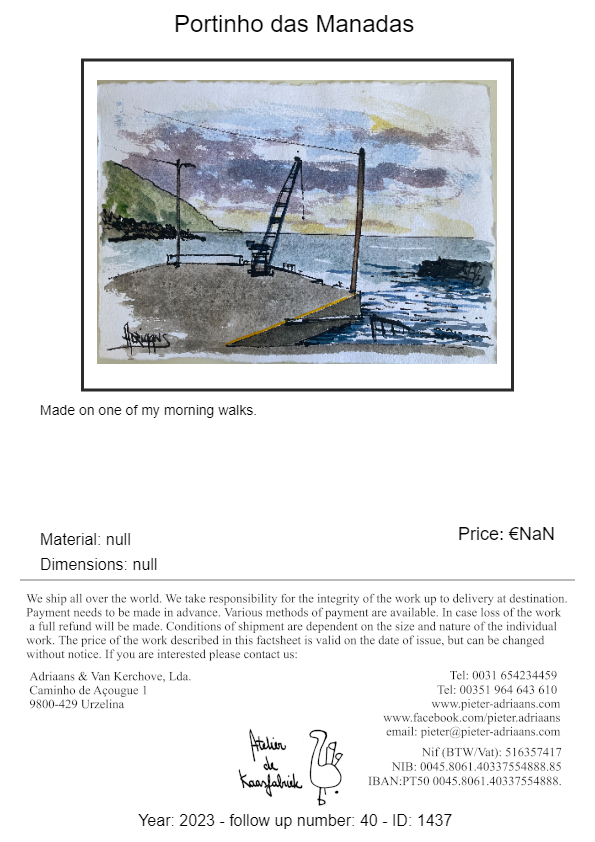 Portinho das Manadas
Adriaans
Made on one of my morning walks.
Material: null
Price: €NaN
Dimensions: null
We ship all over the world. We take responsibility for the integrity of the work up to delivery at destination.
Payment needs to be made in advance. Various methods of payment are available. In case loss of the work
a full refund will be made. Conditions of shipment are dependent on the size and nature of the individual
work. The price of the work described in this factsheet is valid on the date of issue, but can be changed
without notice. If you are interested please contact us:
Adriaans & Van Kerchove, Lda.
Caminho de Açougue 1
9800-429 Urzelina
Tel: 0031 654234459
Tel: 00351 964 643 610
www.pieter-adriaans.com
www.facebook.com/pieter.adriaans
email: pieter@pieter-adriaans.com
Nif (BTW/Vat): 516357417
NIB: 0045.8061.40337554888.85
IBAN:PT50 0045.8061.40337554888.
Atelier
de
Kaasfabriek
Year: 2023 - follow up number: 40 - ID: 1437